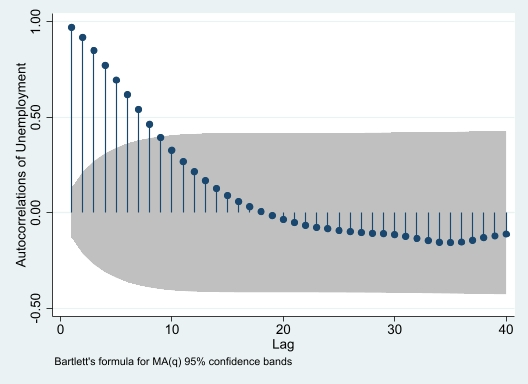 Autocorrelations of Unemployment
1.00
0.50
0.00
-0.50
0 10 20 30 40
Lag
Bartlett's formula for MA(q) 95% confidence bands